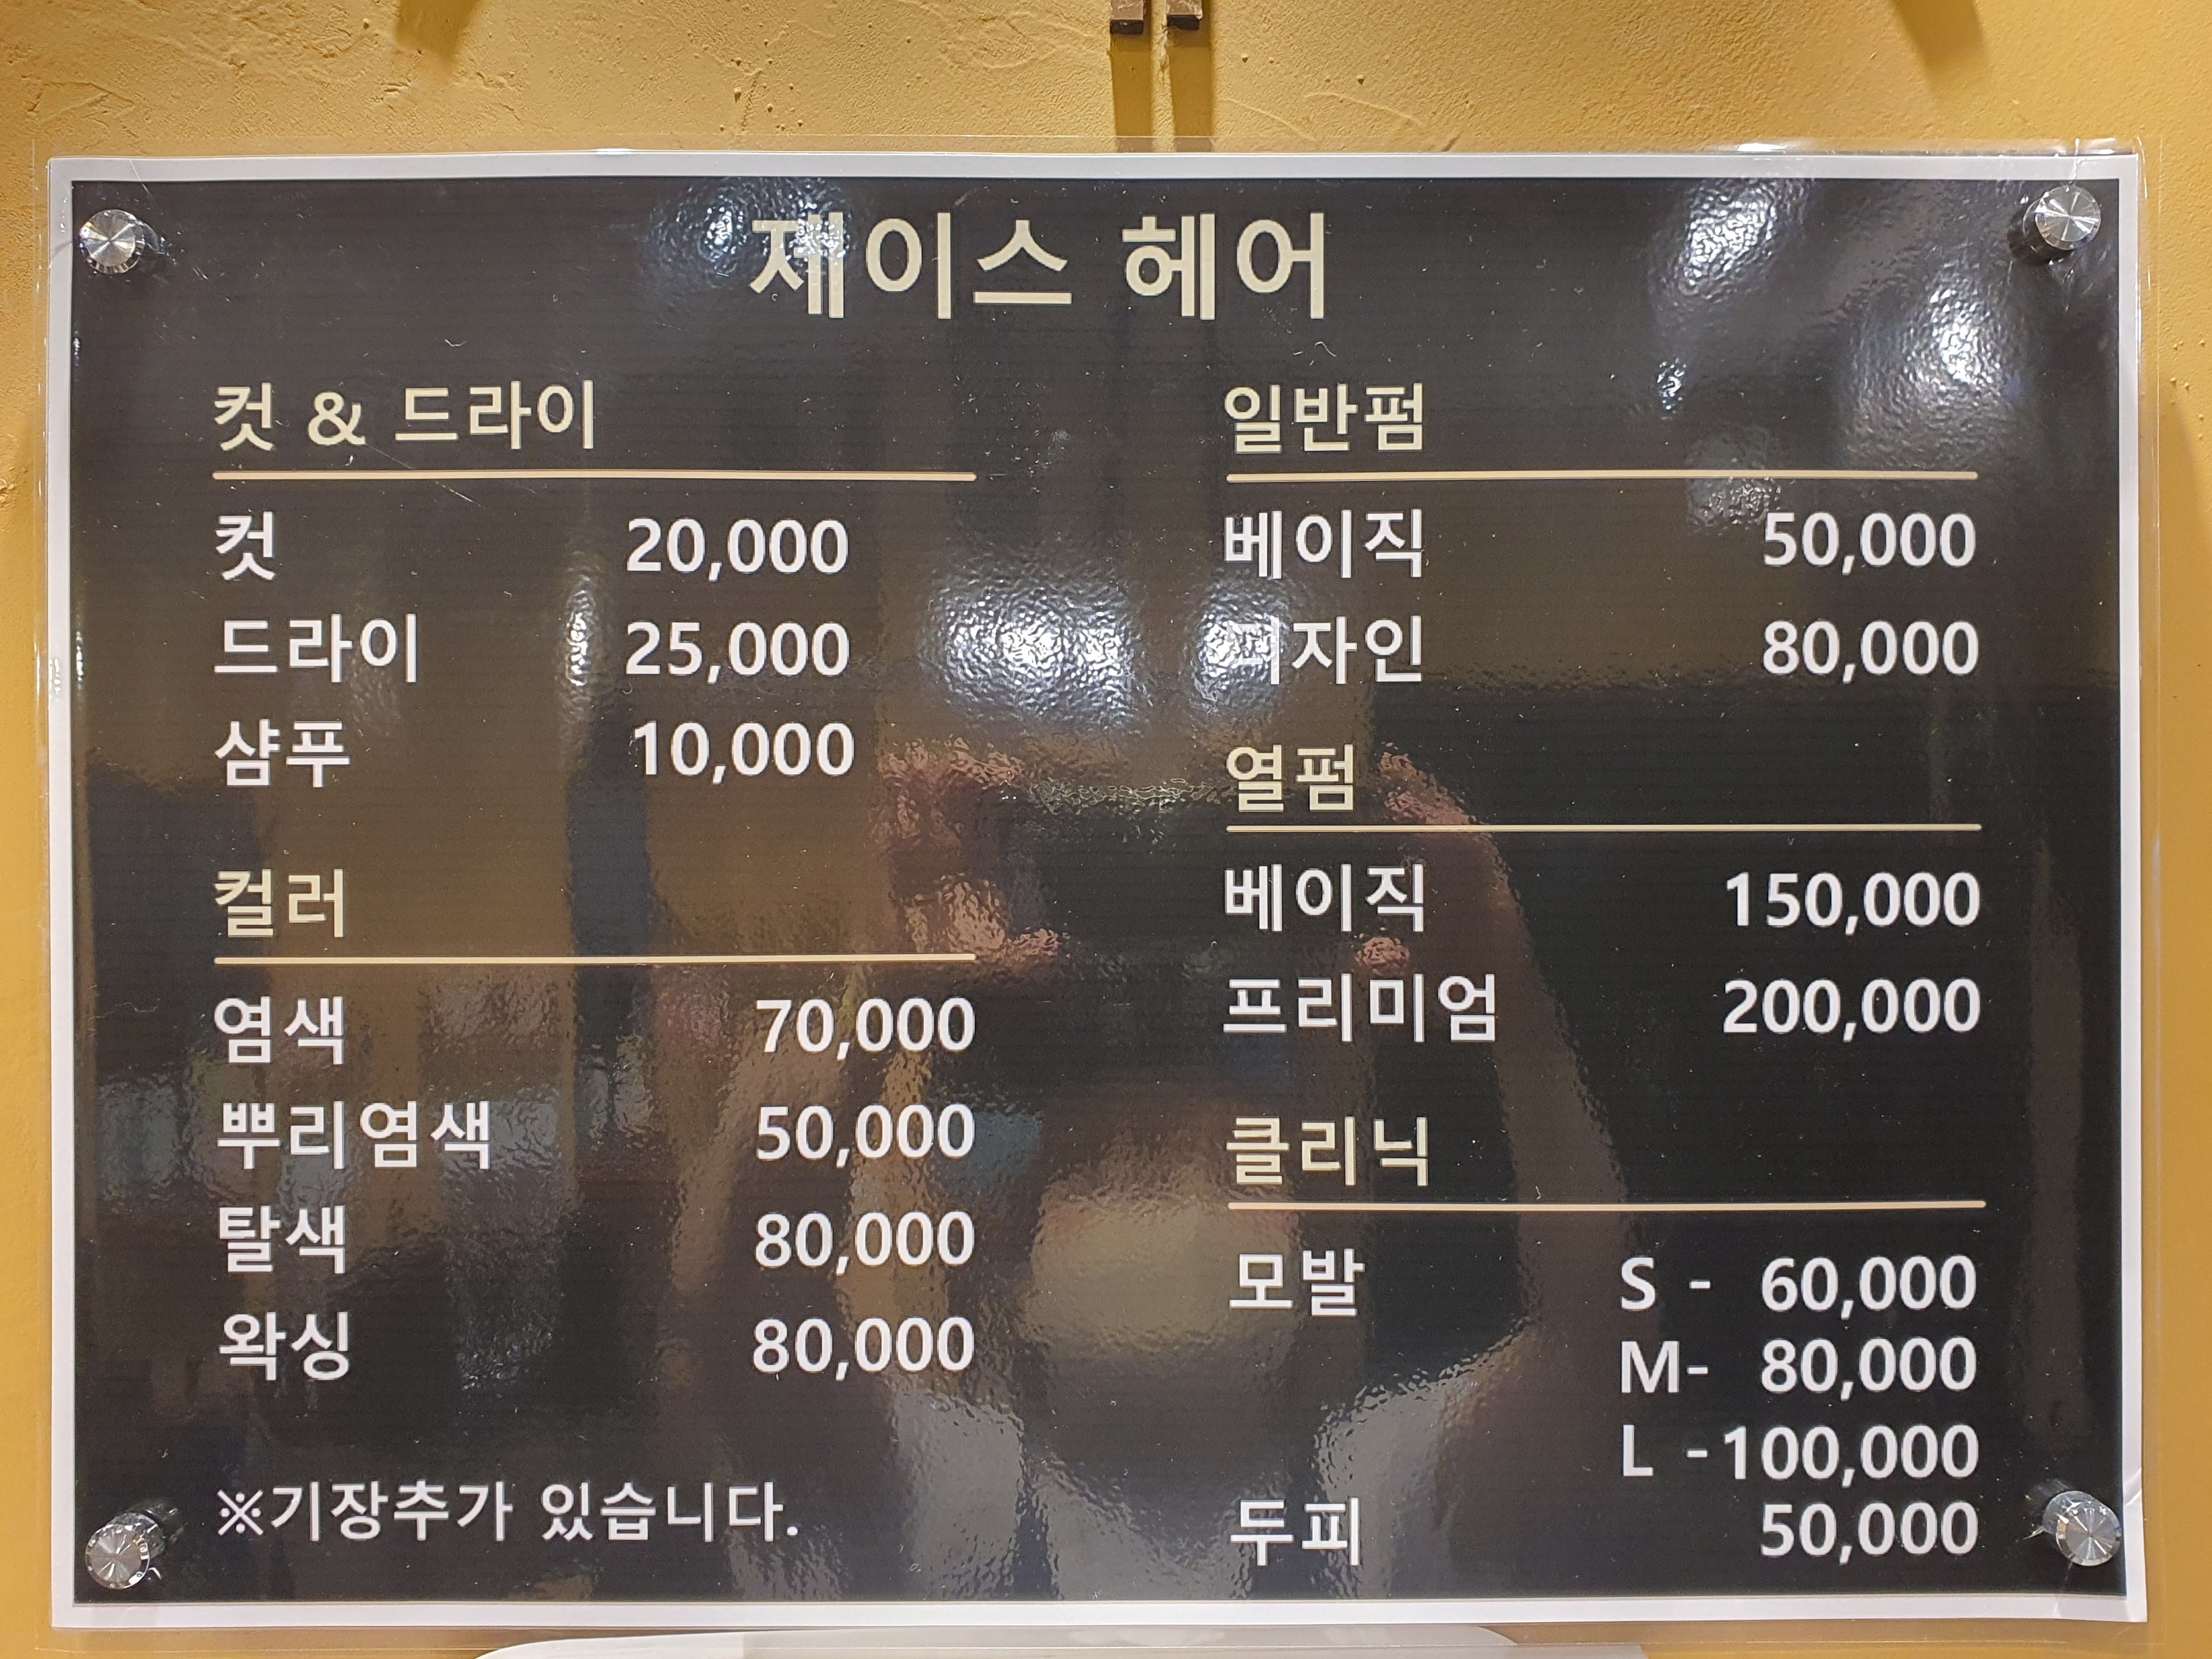 제이스 헤어
컷 & 드라이
컷 20,000
드라이 25,000
샴푸 10,000
컬러
염색 70,000
뿌리염색 50,000
탈색 80,000
왁싱 80,000
※기장추가 있습니다.
일반펌
베이직 50,000
디자인 80,000
열펌
베이직 150,000
프리미엄 200,000
클리닉
모발 S - 60,000
M- 80,000
L -100,000
두피 50,000